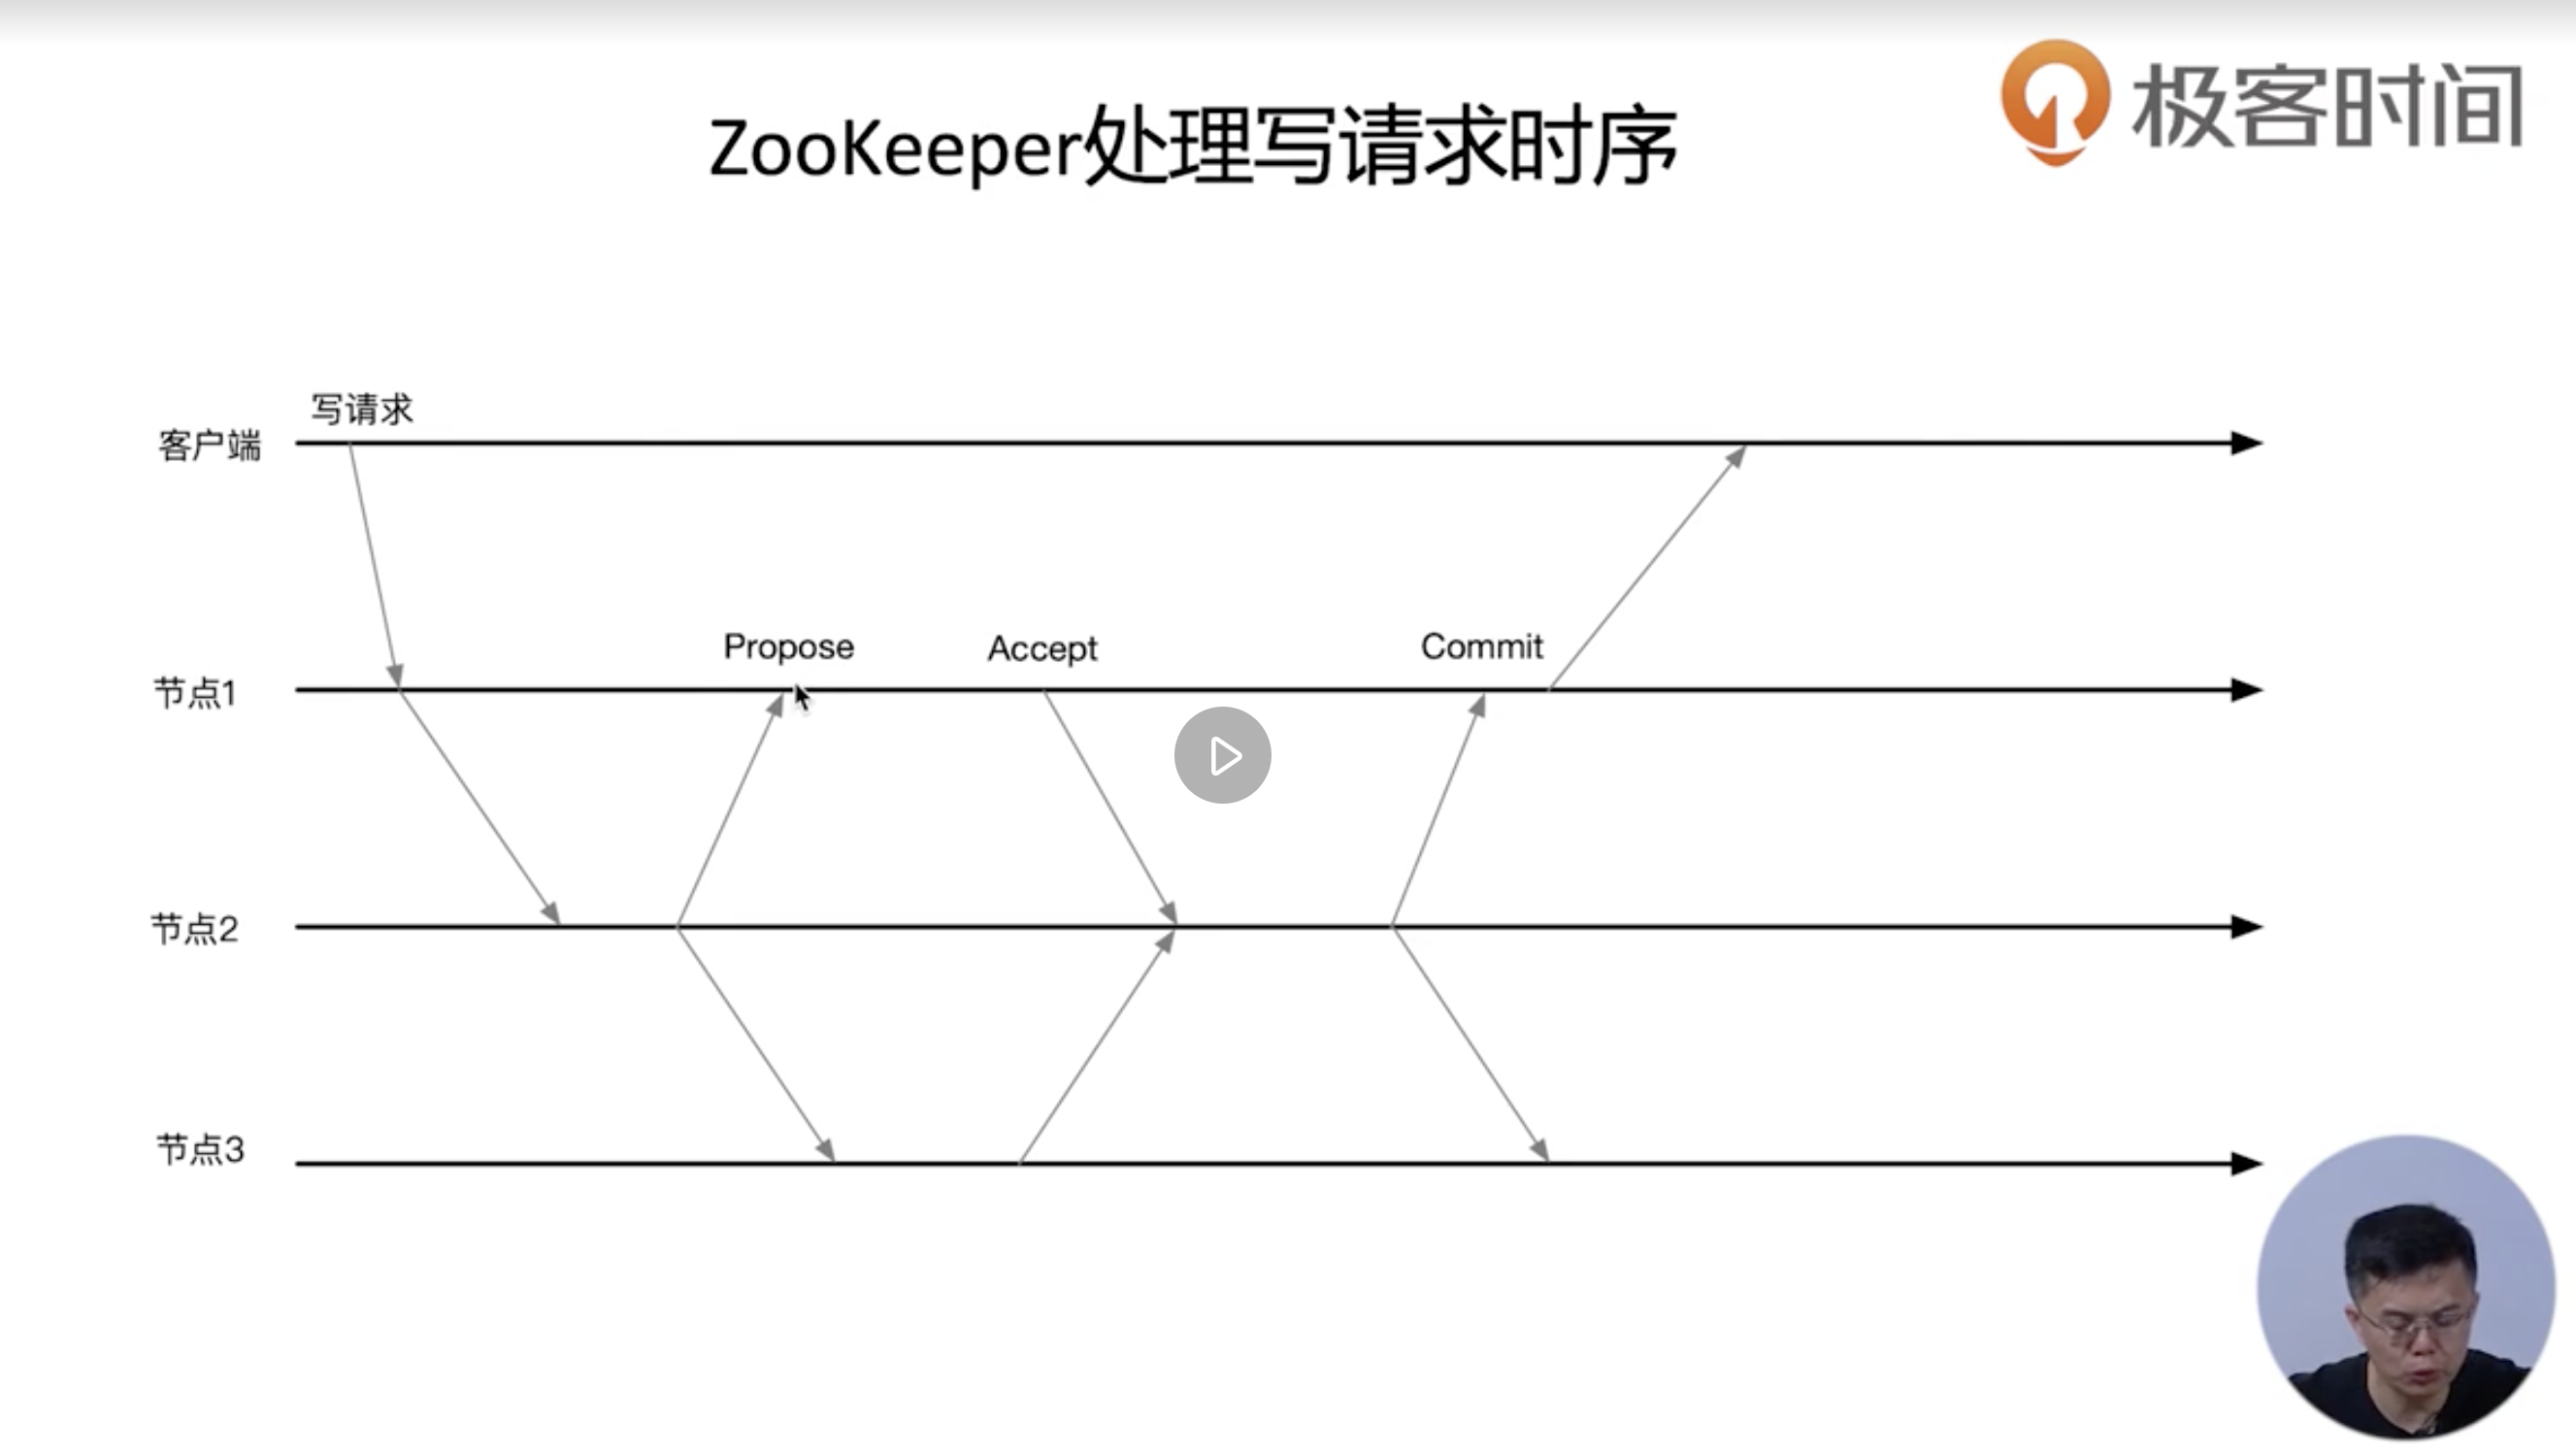 极客时间
ZooKeeper处理写请求时序
写请求
客户端
Propose
Accept
Commit
节点1
节点2
节点3